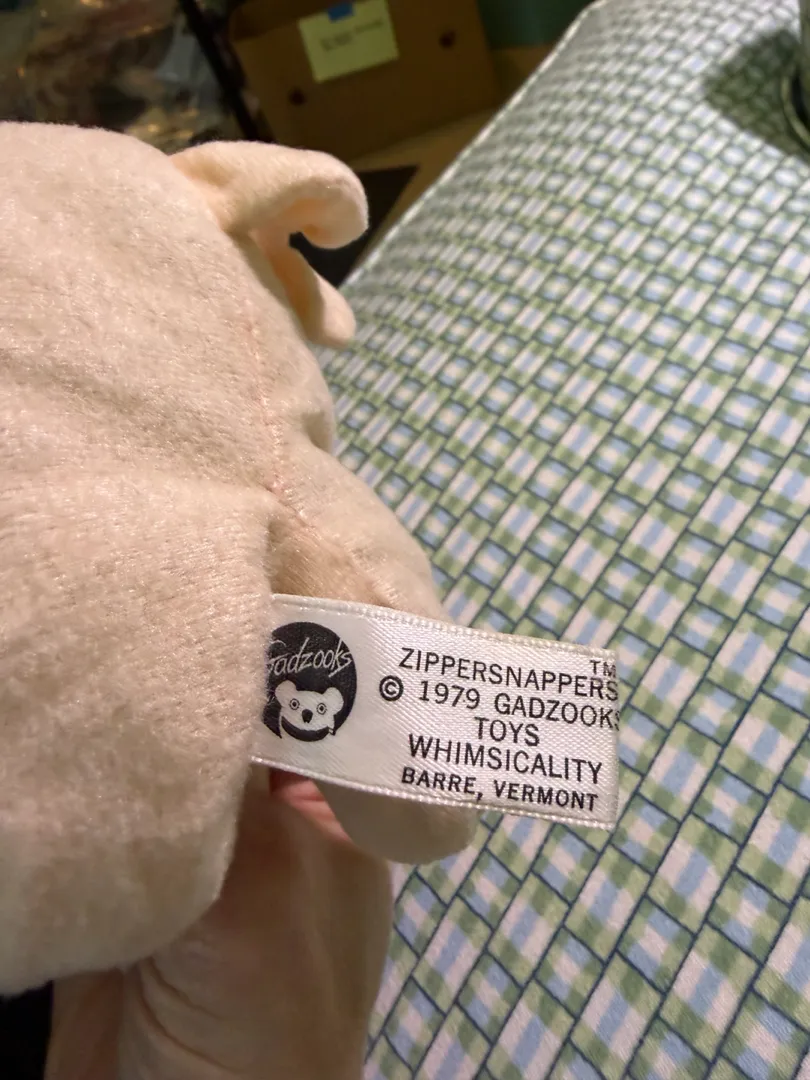 Gadzooks
ZIPPERSNAPPERS™
© 1979 GADZOOKS
TOYS
WHIMSICALITY
BARRE, VERMONT